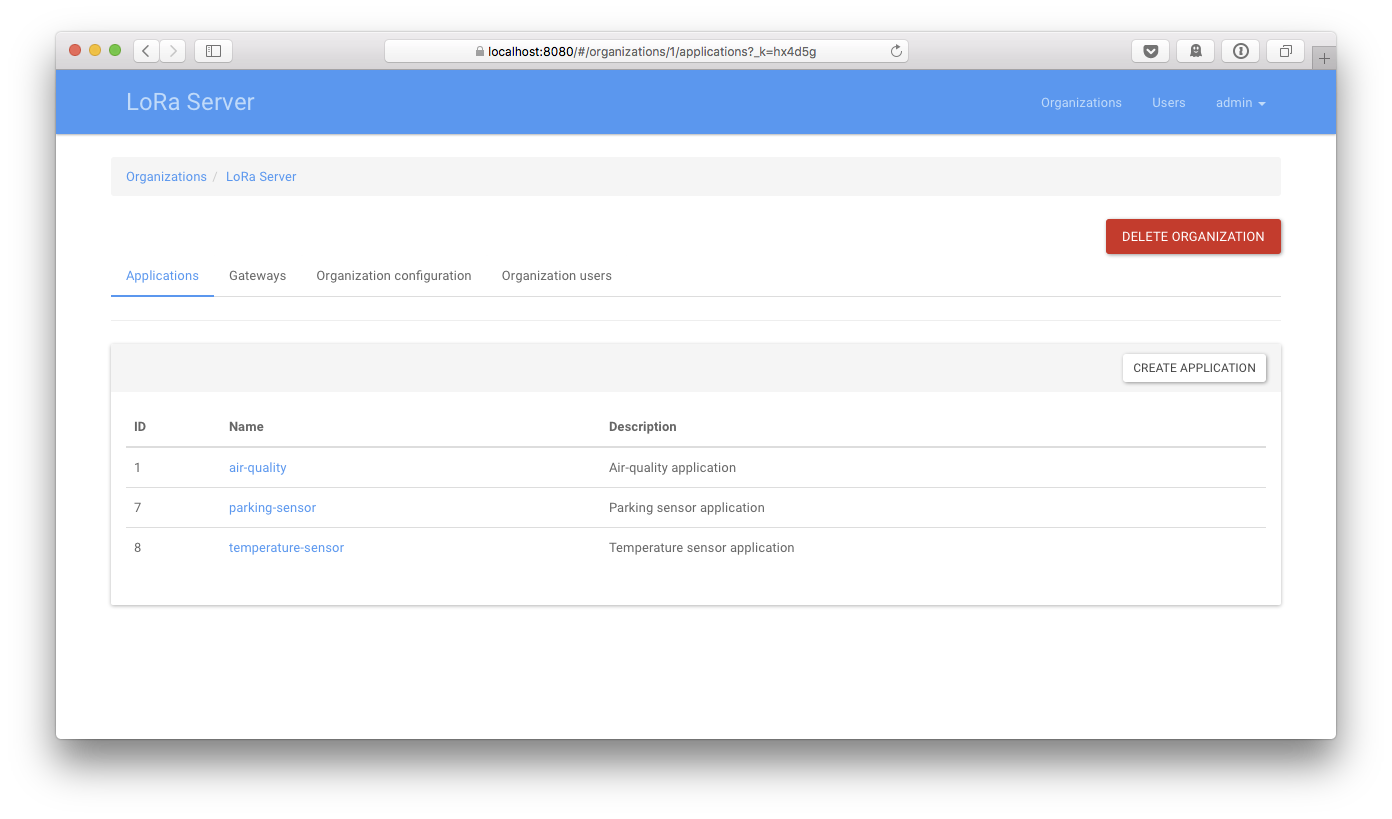 localhost:8080/#/organizations/1/applications?_k=hx4d5g
LoRa Server
Organizations Users admin
Organizations / LoRa Server
DELETE ORGANIZATION
Applications Gateways Organization configuration Organization users
CREATE APPLICATION
ID Name Description
1 air-quality Air-quality application
7 parking-sensor Parking sensor application
8 temperature-sensor Temperature sensor application